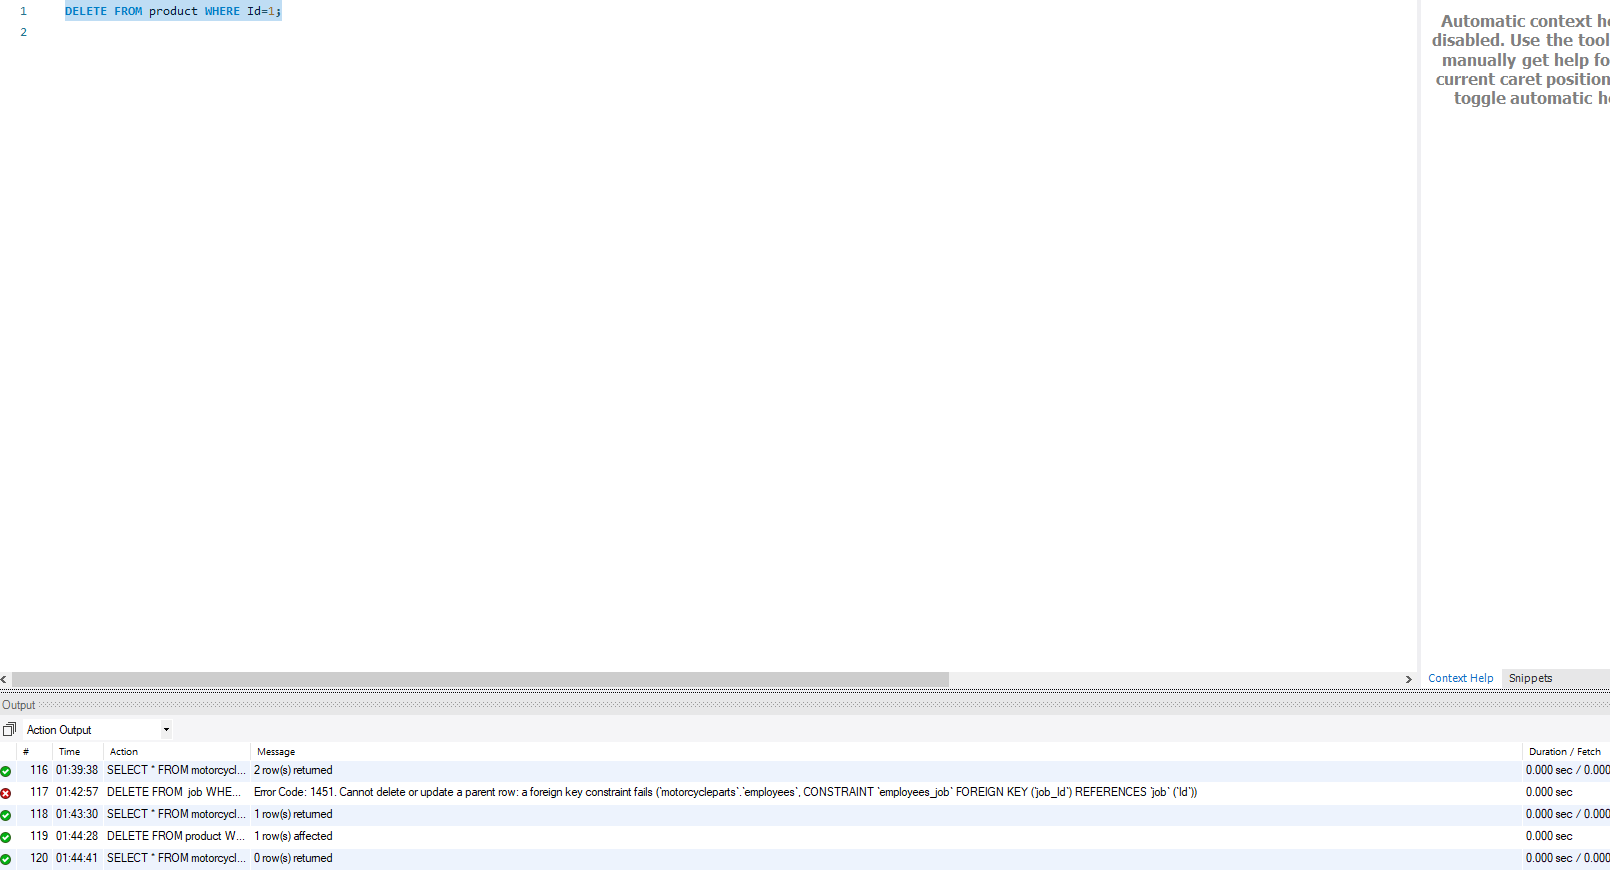 1 DELETE FROM product WHERE Id=1;
2
Automatic context he
disabled. Use the tool
manually get help fo
current caret position
toggle automatic he
Context Help Snippets
Output
Action Output
# Time Action Message Duration / Fetch
116 01:39:38 SELECT * FROM motorcycl... 2 row(s) returned 0.000 sec / 0.000
117 01:42:57 DELETE FROM job WHE... Error Code: 1451. Cannot delete or update a parent row: a foreign key constraint fails (`motorcycleparts`.`employees`, CONSTRAINT `employees_job` FOREIGN KEY (`job_Id`) REFERENCES `job` (`Id`)) 0.000 sec
118 01:43:30 SELECT * FROM motorcycl... 1 row(s) returned 0.000 sec / 0.000
119 01:44:28 DELETE FROM product W... 1 row(s) affected 0.000 sec
120 01:44:41 SELECT * FROM motorcycl... 0 row(s) returned 0.000 sec / 0.000